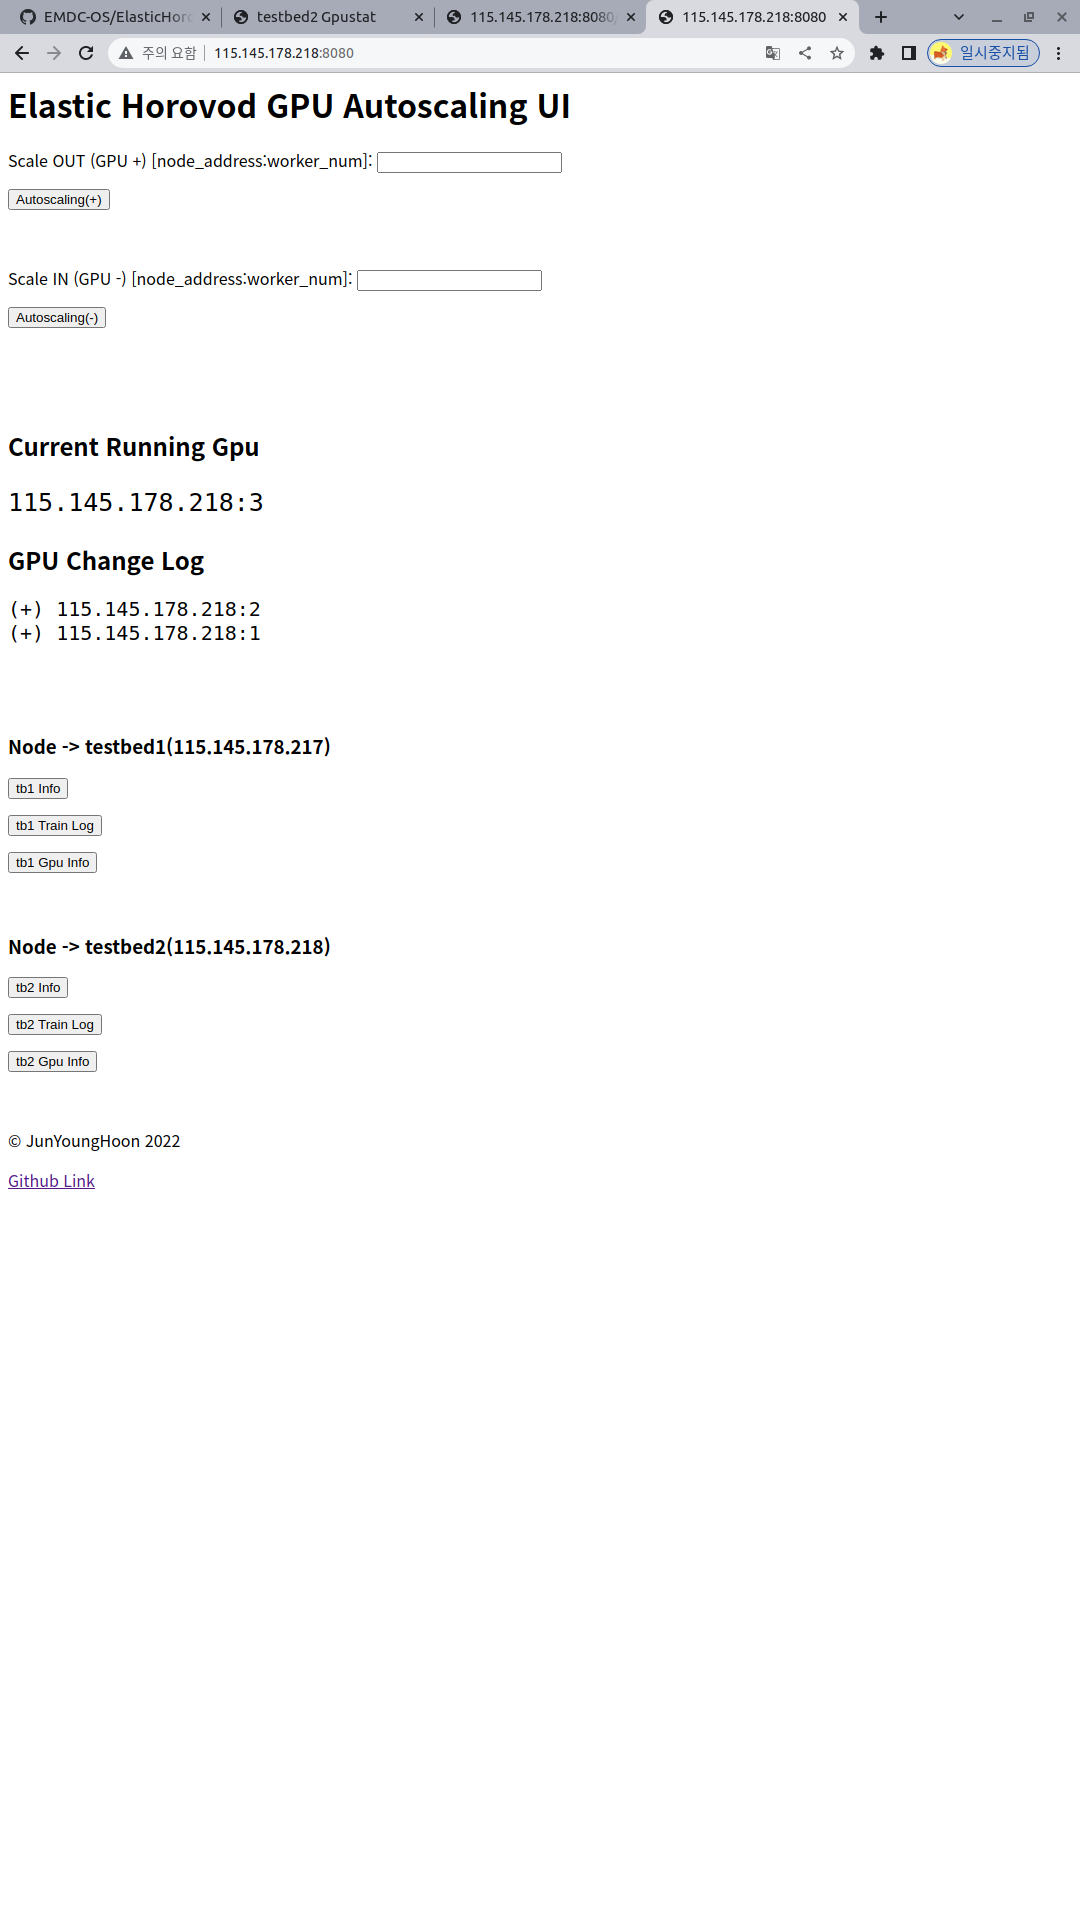 EMDC-OS/ElasticHoro
testbed2 Gpustat
115.145.178.218:8080/
115.145.178.218:8080
주의 요함
115.145.178.218:8080
일시중지됨
Elastic Horovod GPU Autoscaling UI
Scale OUT (GPU +) [node_address:worker_num]:
Autoscaling(+)
Scale IN (GPU -) [node_address:worker_num]:
Autoscaling(-)
Current Running Gpu
115.145.178.218:3
GPU Change Log
(+) 115.145.178.218:2
(+) 115.145.178.218:1
Node -> testbed1(115.145.178.217)
tb1 Info
tb1 Train Log
tb1 Gpu Info
Node -> testbed2(115.145.178.218)
tb2 Info
tb2 Train Log
tb2 Gpu Info
© JunYoungHoon 2022
Github Link